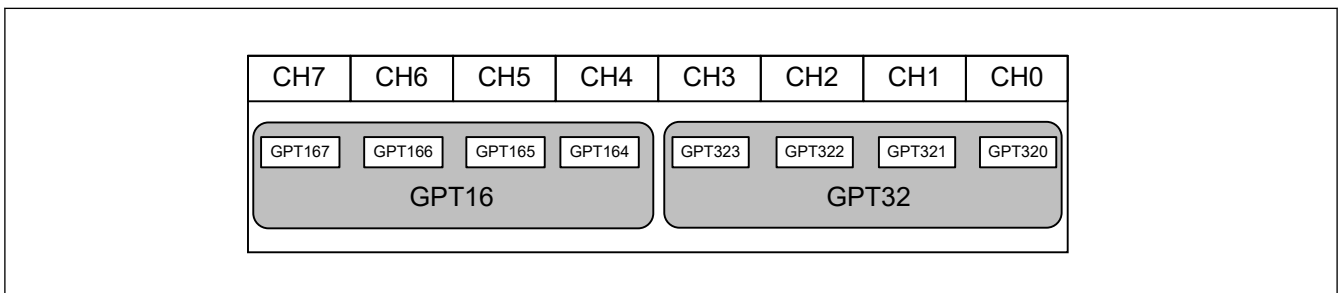 CH7 CH6 CH5 CH4 CH3 CH2 CH1 CH0
GPT167 GPT166 GPT165 GPT164 GPT323 GPT322 GPT321 GPT320
GPT16 GPT32